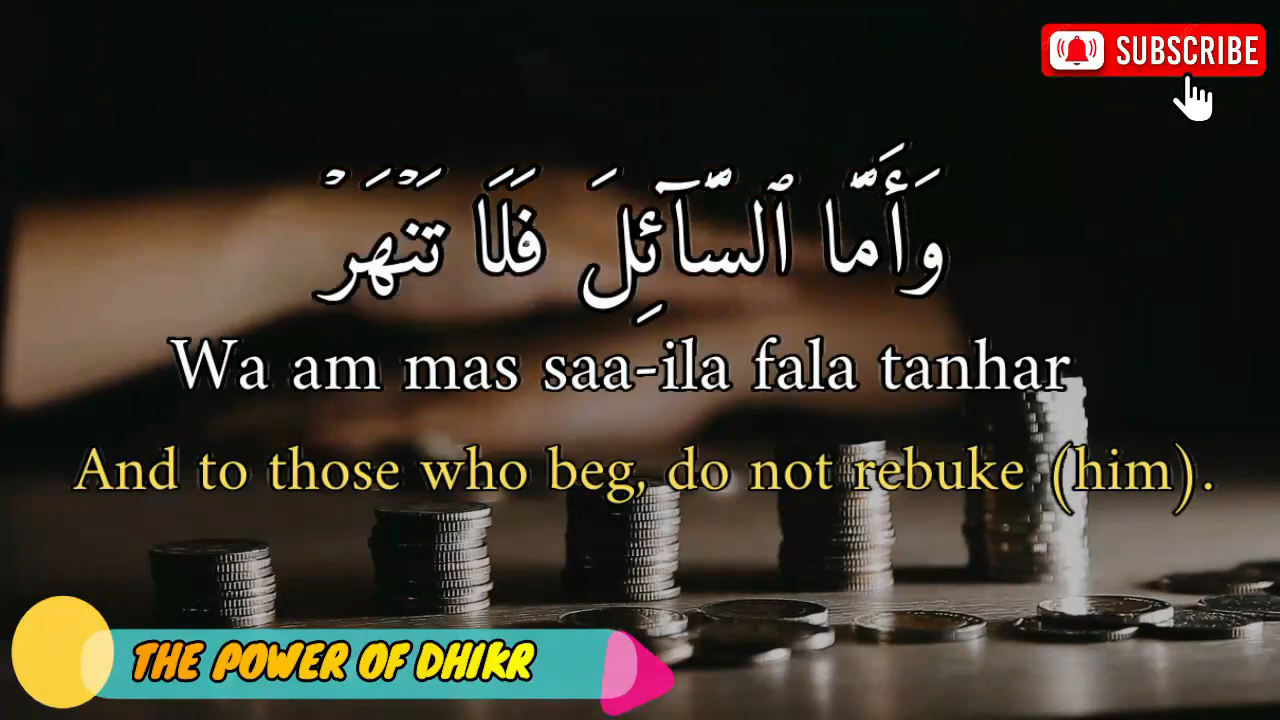 SUBSCRIBE
وَأَمَّا ٱلسَّآئِلَ فَلَا تَنۡهَرۡ
Wa am mas saa-ila fala tanhar
And to those who beg, do not rebuke (him).
THE POWER OF DHIKR